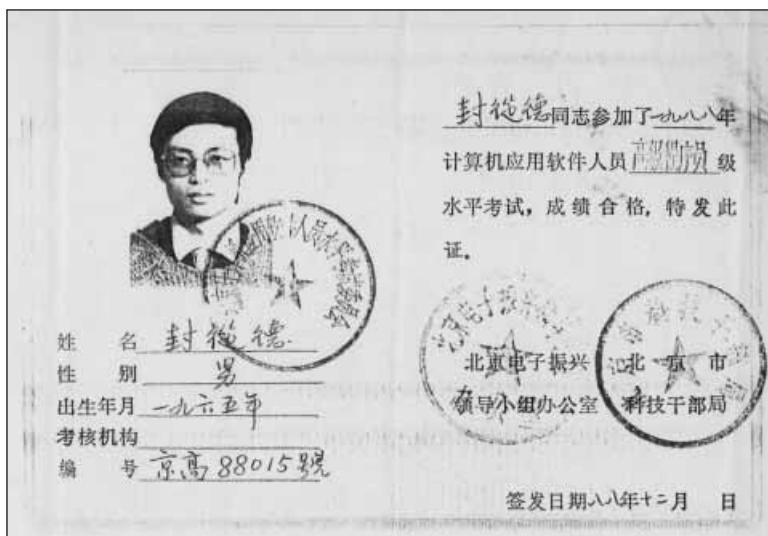 姓 名 封從德
性 别 男
出生年月 一九六五年
考核机构
编 号 京高88015號
封從德同志参加了一九八八年
计算机应用软件人员高级程序员级
水平考试，成绩合格，特发此
证。
北京电子振兴
领导小组办公室
北京市
科技干部局
签发日期八八年十二月 日